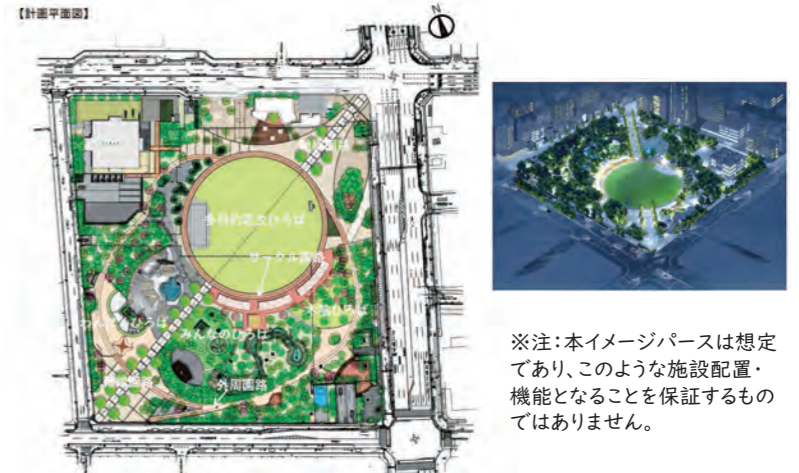 【計画平面図】
N
多目的芝生ひろば
サークル園路
みんなのひろば
外周園路
※注：本イメージパースは想定
であり、このような施設配置・
機能となることを保証するもの
ではありません。